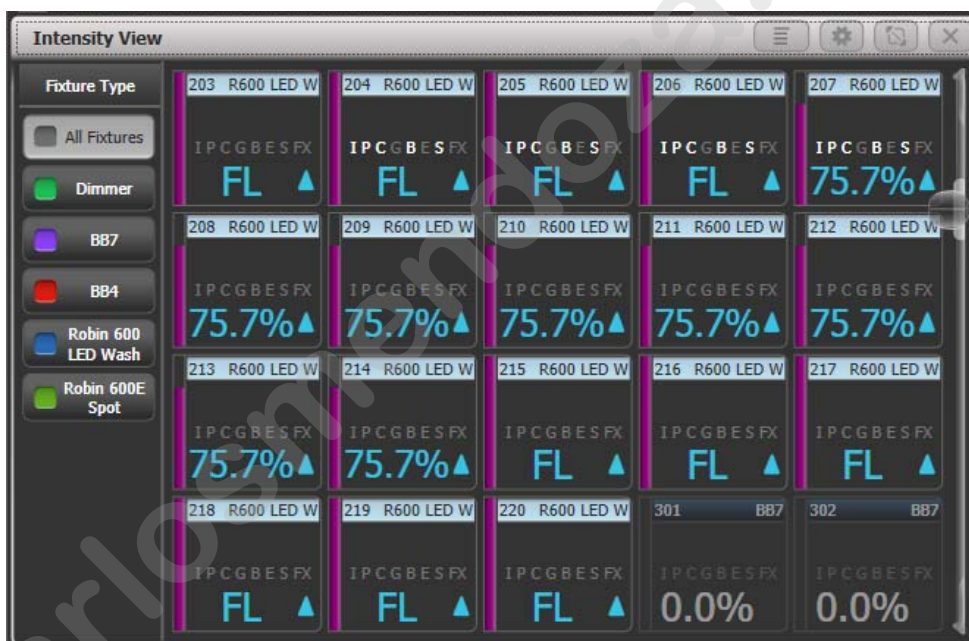 Intensity View
Fixture Type
All Fixtures
Dimmer
BB7
BB4
Robin 600
LED Wash
Robin 600E
Spot
203 R600 LED W
204 R600 LED W
205 R600 LED W
206 R600 LED W
207 R600 LED W
IPCGBESFX
IPCGBESFX
IPCGBESFX
IPCGBESFX
IPCGBESFX
FL
FL
FL
FL
75.7%
208 R600 LED W
209 R600 LED W
210 R600 LED W
211 R600 LED W
212 R600 LED W
IPCGBESFX
IPCGBESFX
IPCGBESFX
IPCGBESFX
IPCGBESFX
75.7%
75.7%
75.7%
75.7%
75.7%
213 R600 LED W
214 R600 LED W
215 R600 LED W
216 R600 LED W
217 R600 LED W
IPCGBESFX
IPCGBESFX
IPCGBESFX
IPCGBESFX
IPCGBESFX
75.7%
75.7%
FL
FL
FL
218 R600 LED W
219 R600 LED W
220 R600 LED W
301 BB7
302 BB7
IPCGBESFX
IPCGBESFX
IPCGBESFX
IPCGBESFX
IPCGBESFX
FL
FL
FL
0.0%
0.0%
rlosmendoza.